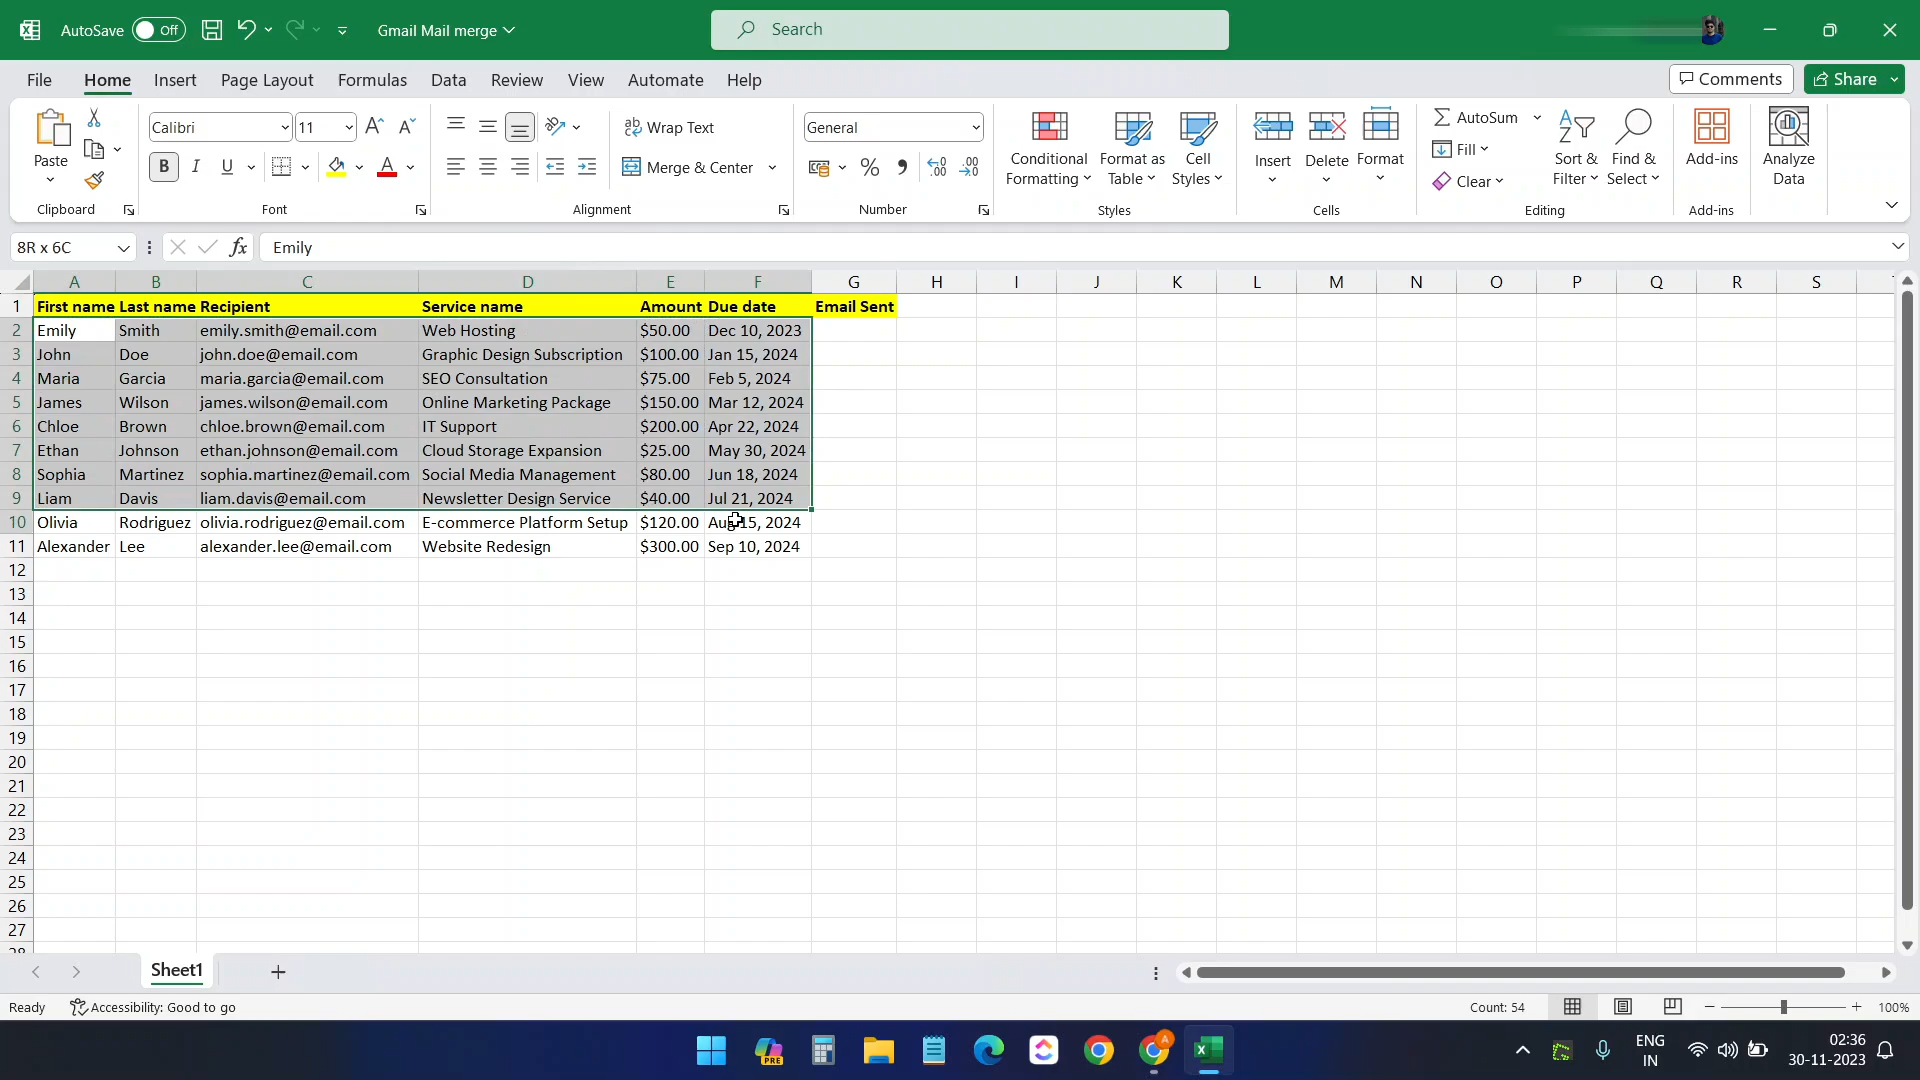 AutoSave Off Gmail Mail merge Search
File Home Insert Page Layout Formulas Data Review View Automate Help Comments Share
Paste Calibri 11 B I U A Wrap Text Merge & Center General Conditional Formatting Format as Table Cell Styles Insert Delete Format AutoSum Fill Clear Sort & Filter Find & Select Add-ins Analyze Data
Clipboard Font Alignment Number Styles Cells Editing Add-ins
8R x 6C fx Emily
A B C D E F G H I J K L M N O P Q R S
1 First name Last name Recipient Service name Amount Due date Email Sent
2 Emily Smith emily.smith@email.com Web Hosting $50.00 Dec 10, 2023
3 John Doe john.doe@email.com Graphic Design Subscription $100.00 Jan 15, 2024
4 Maria Garcia maria.garcia@email.com SEO Consultation $75.00 Feb 5, 2024
5 James Wilson james.wilson@email.com Online Marketing Package $150.00 Mar 12, 2024
6 Chloe Brown chloe.brown@email.com IT Support $200.00 Apr 22, 2024
7 Ethan Johnson ethan.johnson@email.com Cloud Storage Expansion $25.00 May 30, 2024
8 Sophia Martinez sophia.martinez@email.com Social Media Management $80.00 Jun 18, 2024
9 Liam Davis liam.davis@email.com Newsletter Design Service $40.00 Jul 21, 2024
10 Olivia Rodriguez olivia.rodriguez@email.com E-commerce Platform Setup $120.00 Aug 15, 2024
11 Alexander Lee alexander.lee@email.com Website Redesign $300.00 Sep 10, 2024
12
13
14
15
16
17
18
19
20
21
22
23
24
25
26
27
28
Sheet1
Ready Accessibility: Good to go Count: 54 100%
PRE A ENG 02:36
IN 30-11-2023